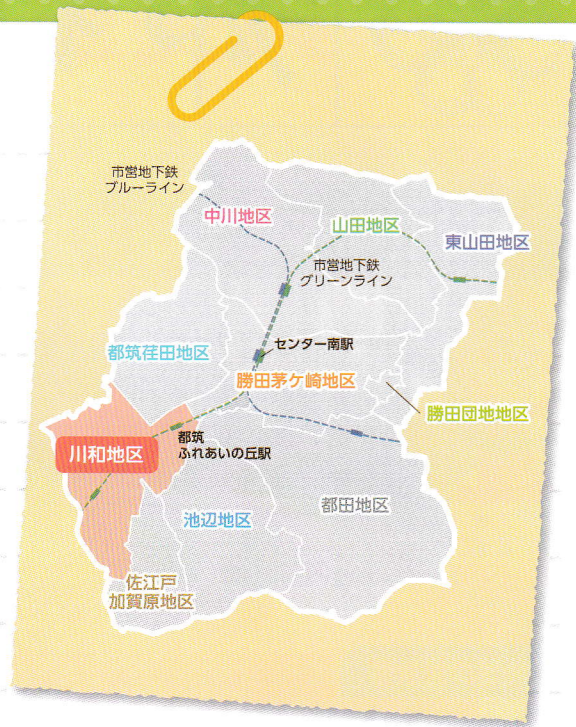 市営地下鉄
ブルーライン
中川地区
山田地区
東山田地区
市営地下鉄
グリーンライン
センター南駅
都筑荏田地区
勝田茅ケ崎地区
勝田団地地区
川和地区
都筑
ふれあいの丘駅
池辺地区
都田地区
佐江戸
加賀原地区